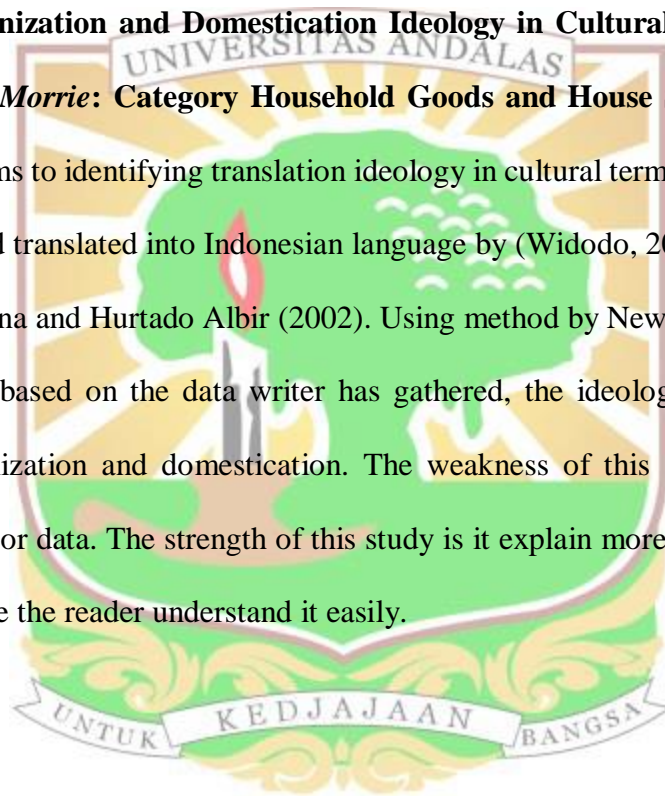 nization and Domestication Ideology in Cultural
UNIVERSITAS ANDALAS
Morrie: Category Household Goods and House
ms to identifying translation ideology in cultural term
d translated into Indonesian language by (Widodo, 20
na and Hurtado Albir (2002). Using method by New
based on the data writer has gathered, the ideolog
ization and domestication. The weakness of this
or data. The strength of this study is it explain more
e the reader understand it easily.
UNTUK KEDJAJAAN BANGSA